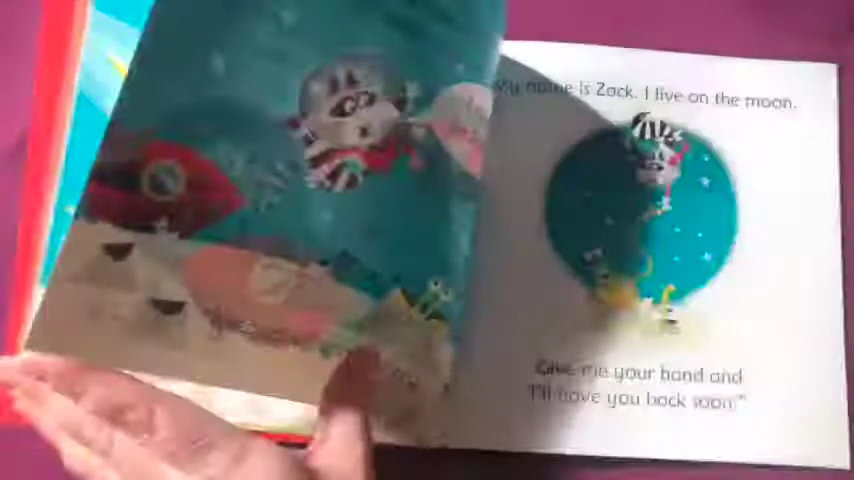 My name is Zack. I live on the moon.
Give me your hand and
I'll have you back soon!"